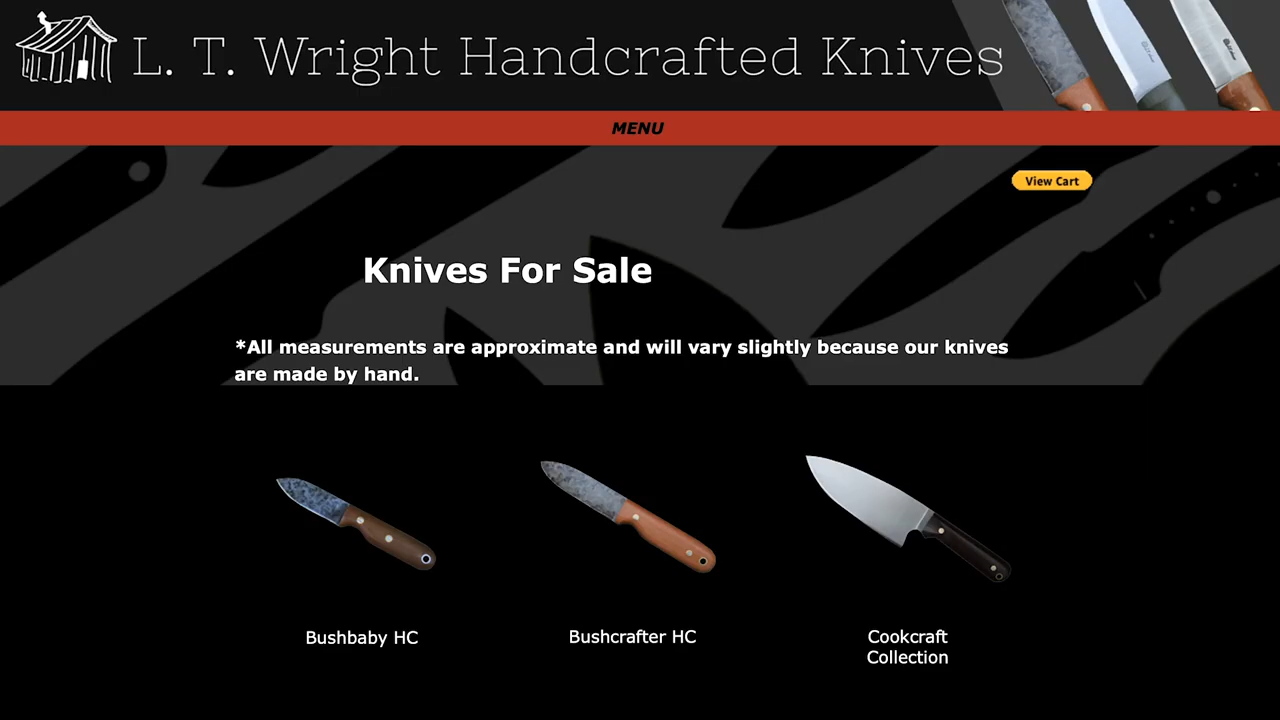 L. T. Wright Handcrafted Knives
MENU
View Cart
Knives For Sale
*All measurements are approximate and will vary slightly because our knives
are made by hand.
Bushbaby HC
Bushcrafter HC
Cookcraft
Collection